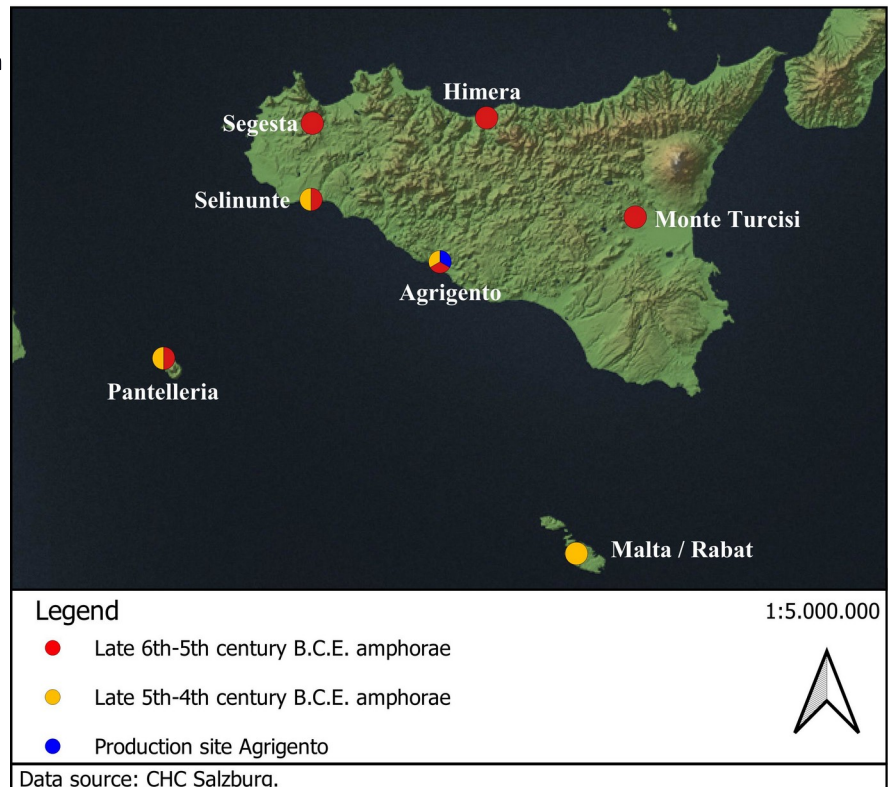 Himera
Segesta
Selinunte
Monte Turcisi
Agrigento
Pantelleria
Malta / Rabat
Legend
1:5.000.000
Late 6th-5th century B.C.E. amphorae
Late 5th-4th century B.C.E. amphorae
Production site Agrigento
Data source: CHC Salzburg.